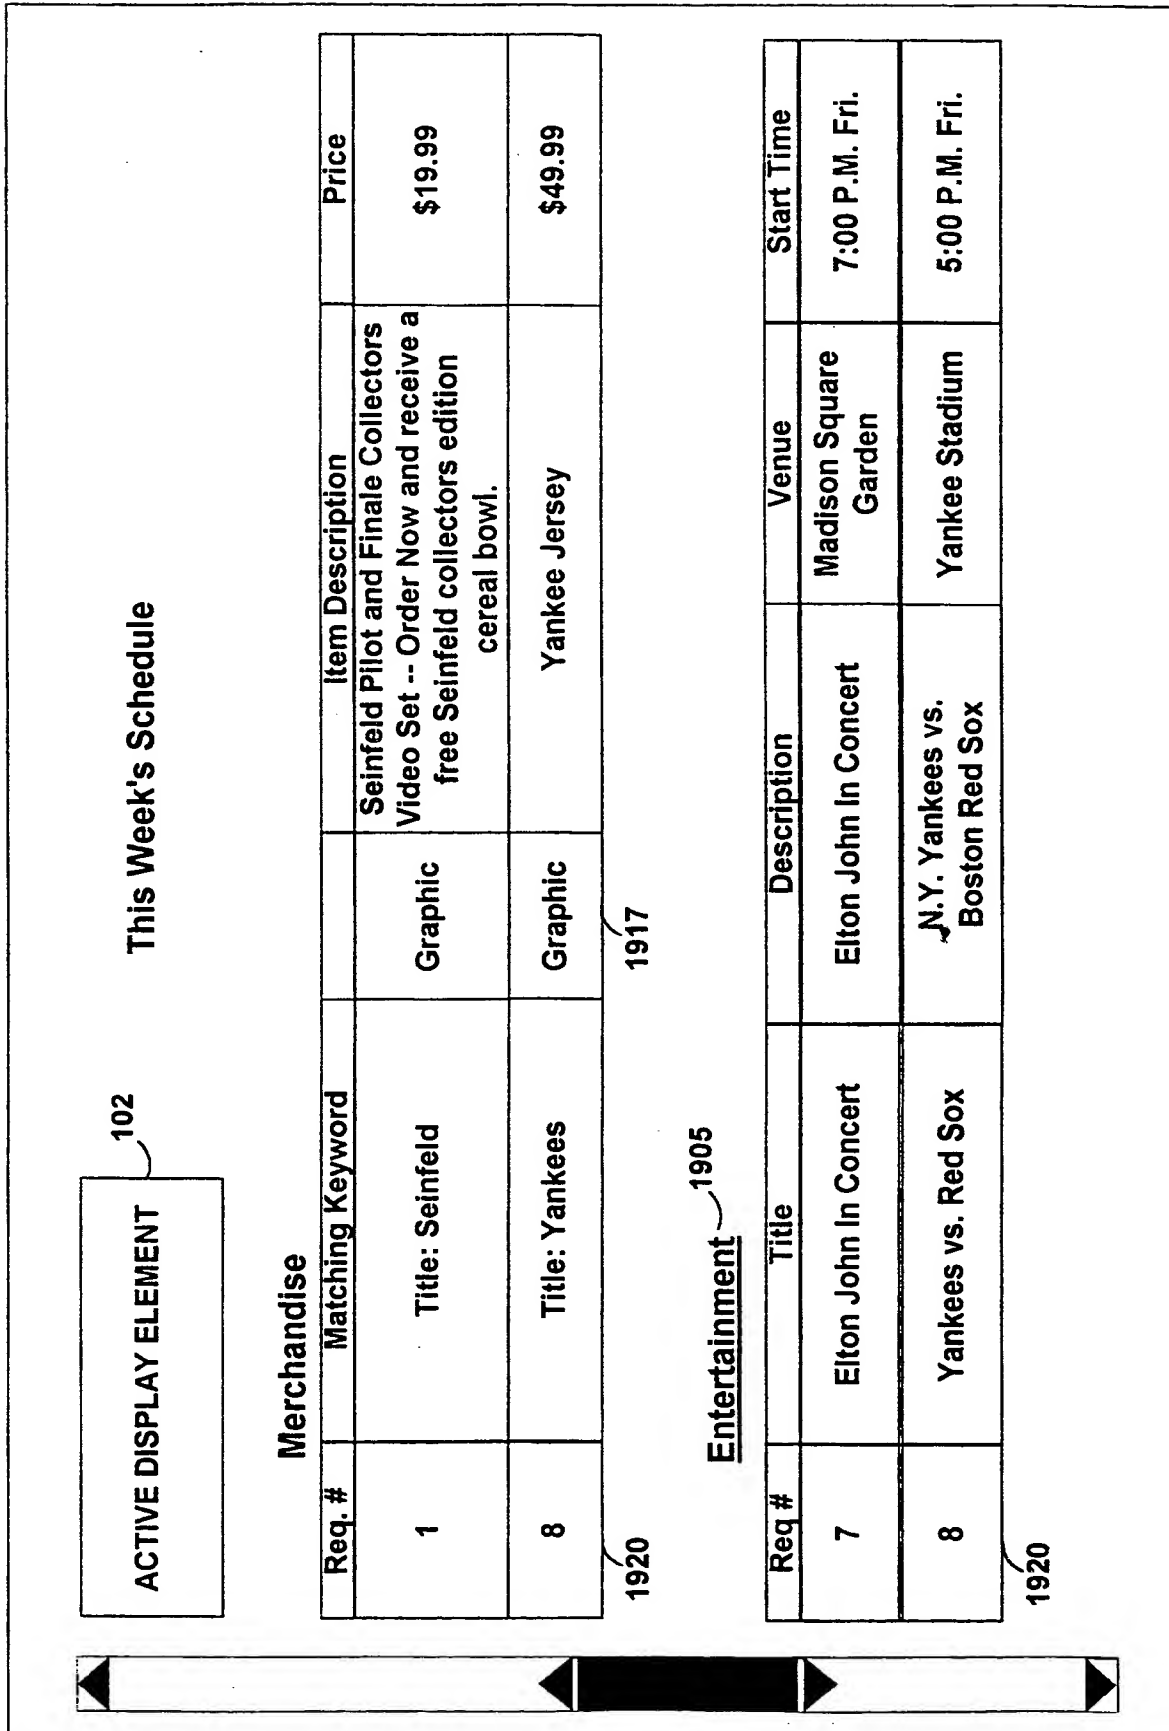 ACTIVE DISPLAY ELEMENT
102
This Week's Schedule
Merchandise
Req. # Matching Keyword Item Description Price
1 Title: Seinfeld Graphic Seinfeld Pilot and Finale Collectors
Video Set -- Order Now and receive a
free Seinfeld collectors edition
cereal bowl. $19.99
8 Title: Yankees Graphic Yankee Jersey $49.99
1920
1917
Entertainment
1905
Req # Title Description Venue Start Time
7 Elton John In Concert Elton John In Concert Madison Square
Garden 7:00 P.M. Fri.
8 Yankees vs. Red Sox N.Y. Yankees vs.
Boston Red Sox Yankee Stadium 5:00 P.M. Fri.
1920